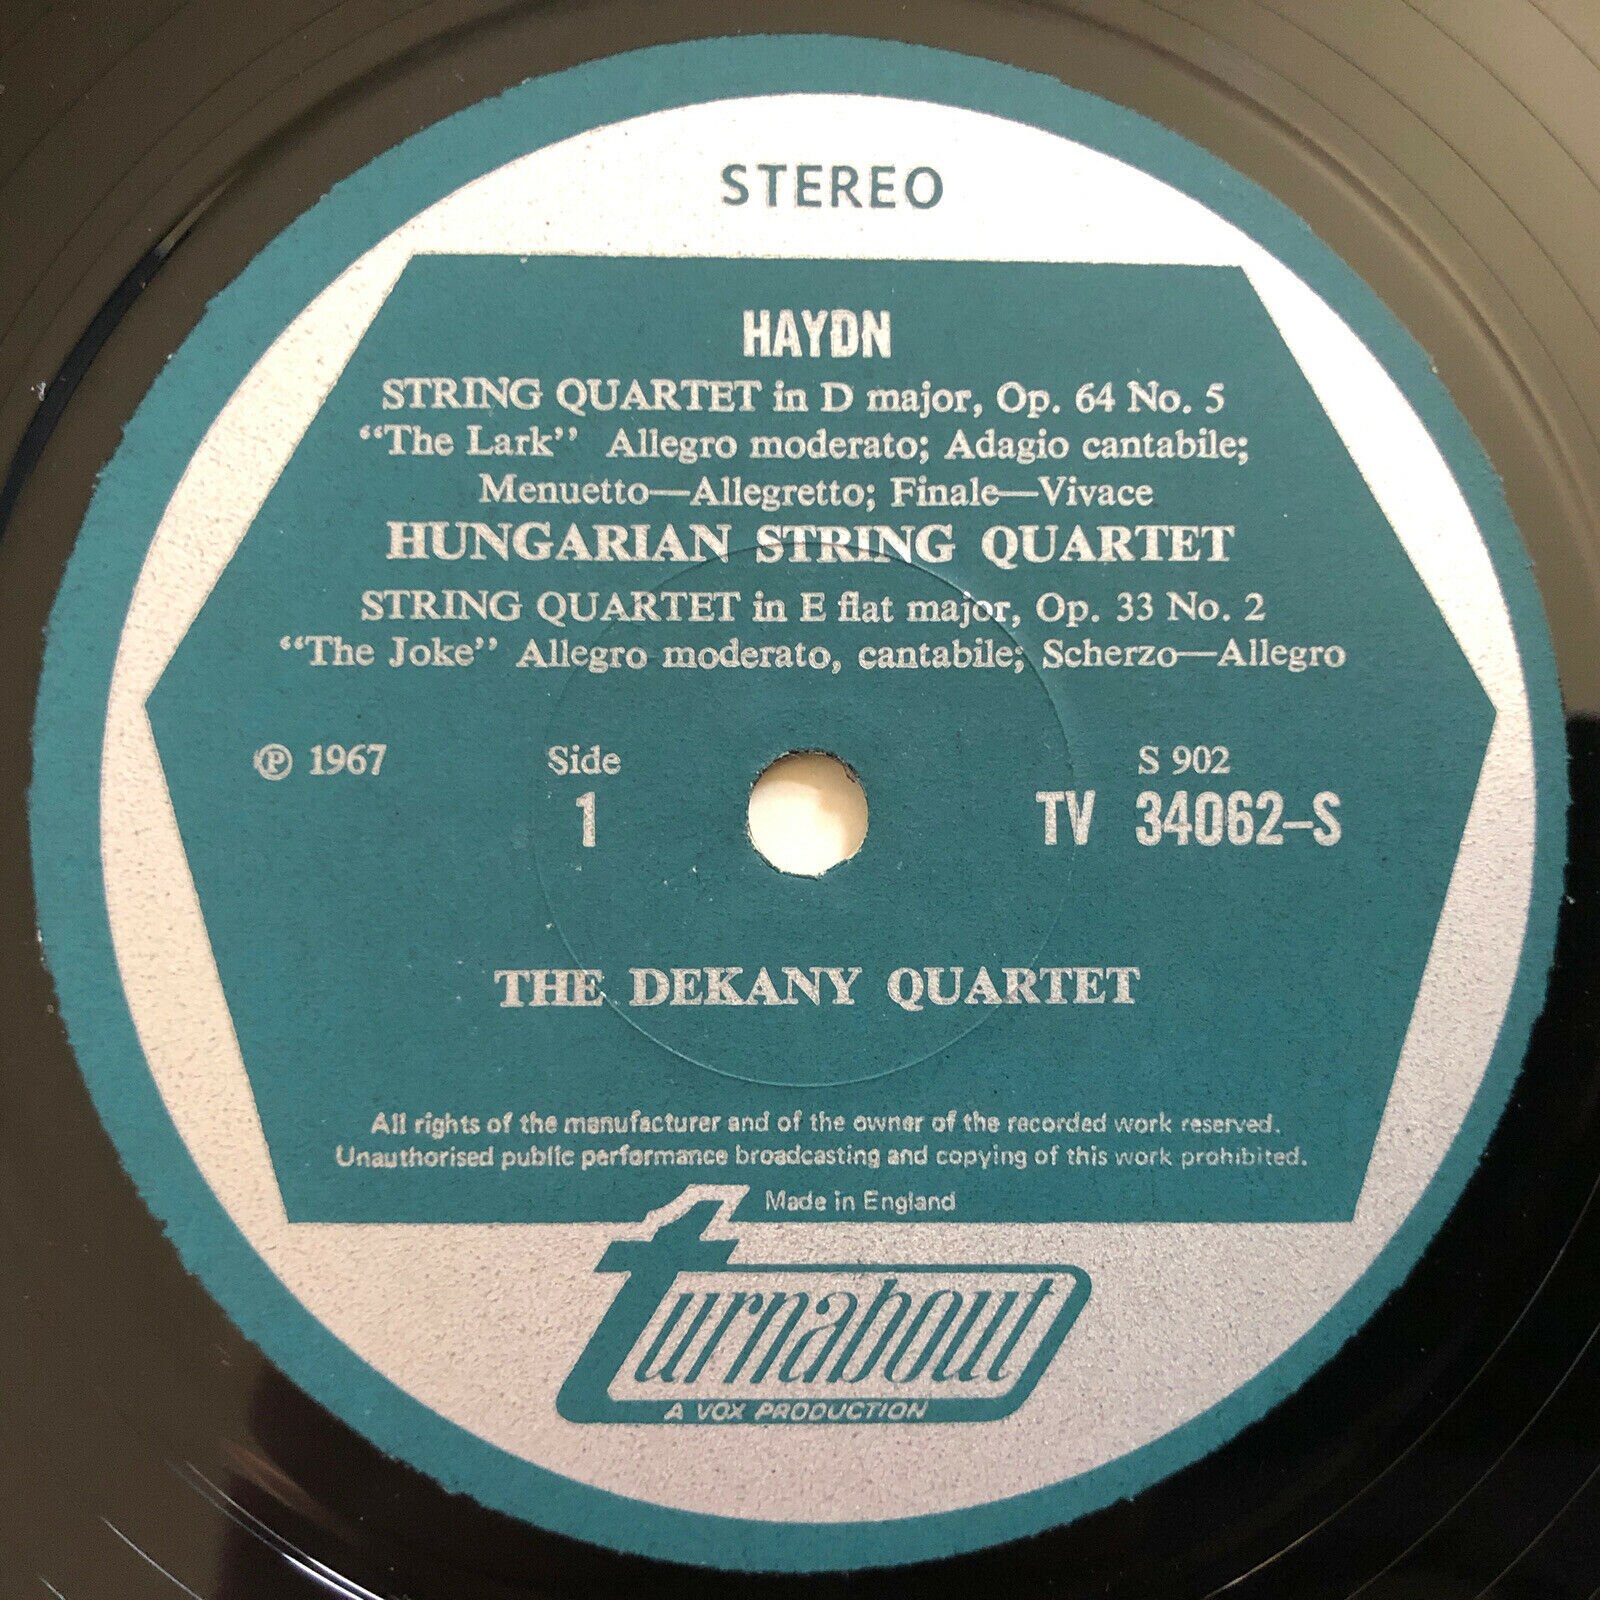 STEREO
HAYDN
STRING QUARTET in D major, Op. 64 No. 5
“The Lark” Allegro moderato; Adagio cantabile;
Menuetto—Allegretto; Finale—Vivace
HUNGARIAN STRING QUARTET
STRING QUARTET in E flat major, Op. 33 No. 2
“The Joke” Allegro moderato, cantabile; Scherzo—Allegro
℗ 1967 Side S 902
1 TV 34062-S
THE DEKANY QUARTET
All rights of the manufacturer and of the owner of the recorded work reserved.
Unauthorised public performance broadcasting and copying of this work prohibited.
Made in England
turnabout
A VOX PRODUCTION